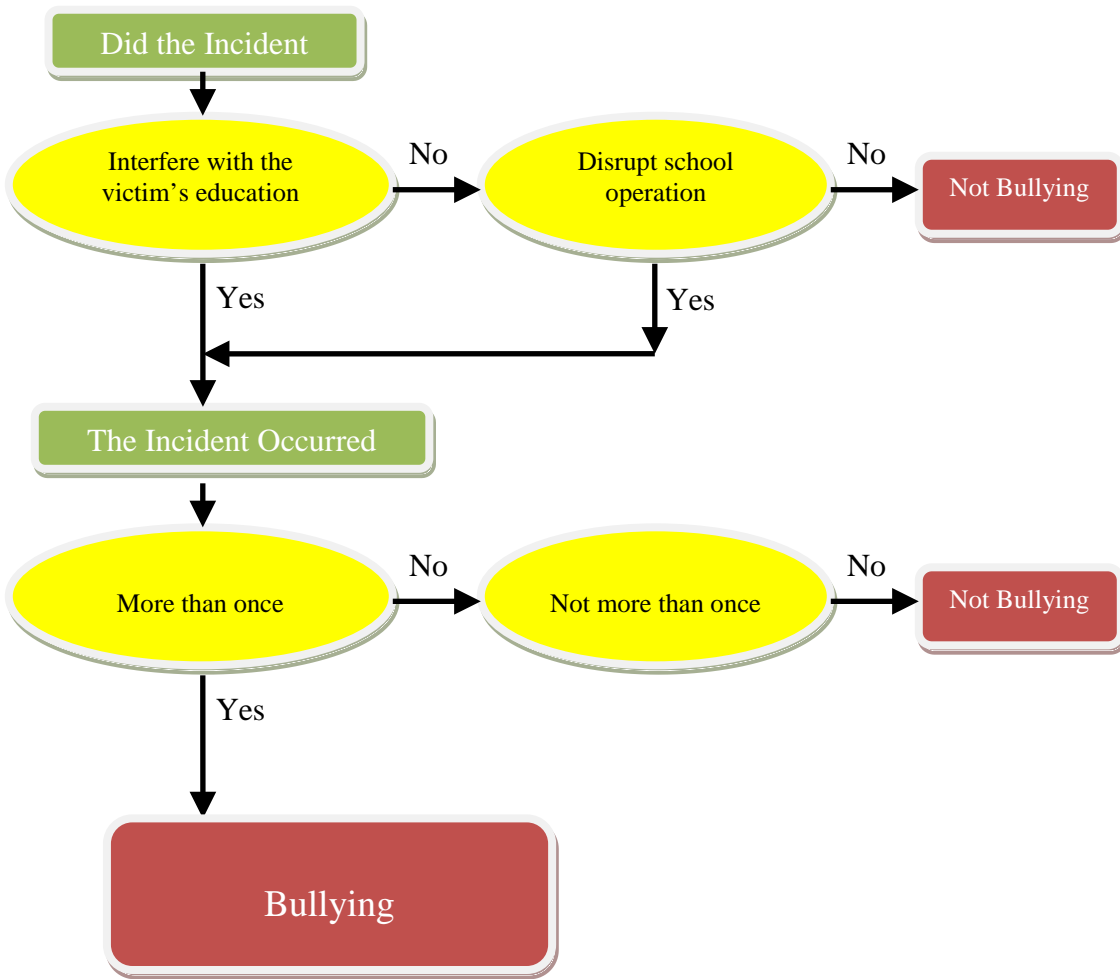 Did the Incident
Interfere with the
victim’s education
No
Disrupt school
operation
No
Not Bullying
Yes
Yes
The Incident Occurred
More than once
No
Not more than once
No
Not Bullying
Yes
Bullying